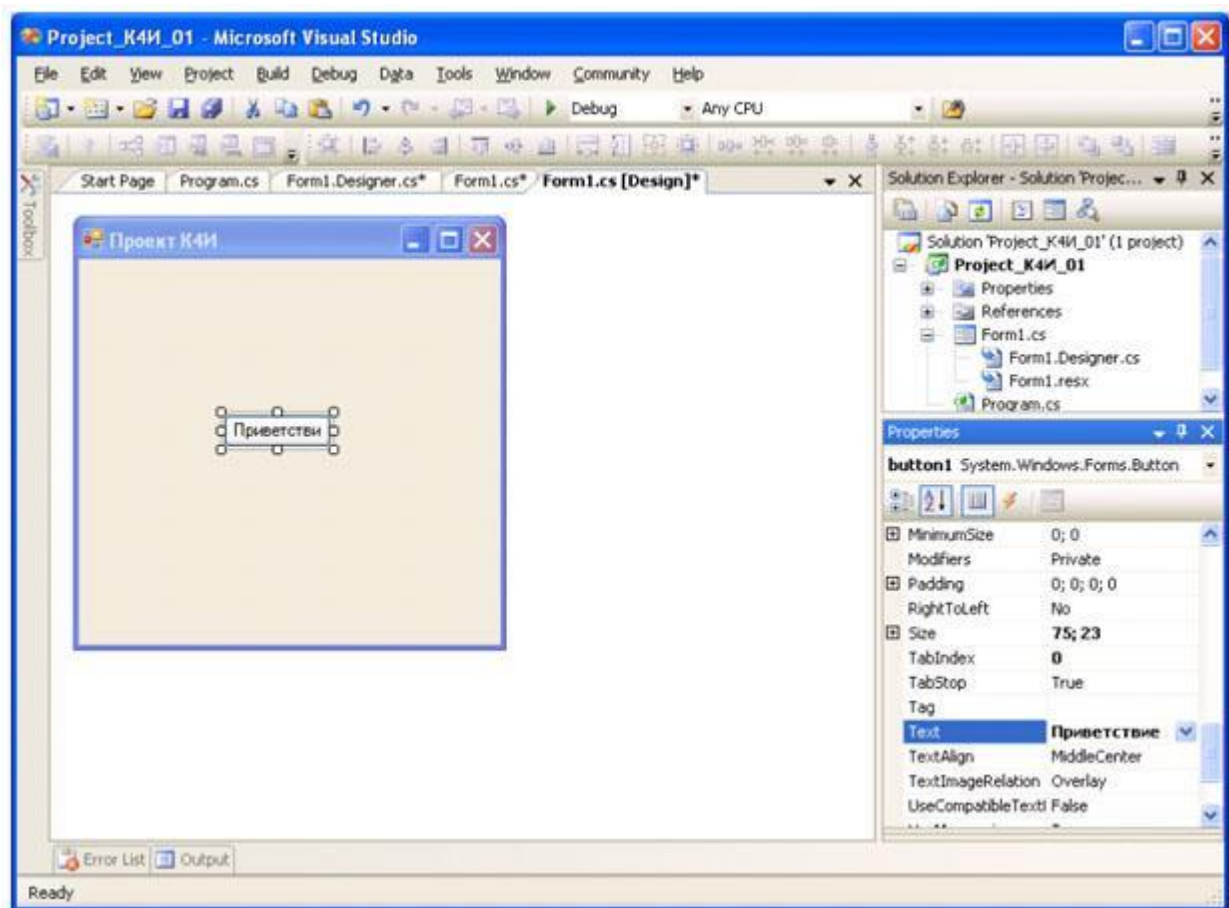 Project_К4И_01 - Microsoft Visual Studio
File Edit View Project Build Debug Data Tools Window Community Help
Debug Any CPU
Start Page Program.cs Form1.Designer.cs* Form1.cs* Form1.cs [Design]*
Toolbox
Проект К4И
Приветстви
Solution Explorer - Solution 'Projec...
Solution 'Project_К4И_01' (1 project)
Project_К4И_01
Properties
References
Form1.cs
Form1.Designer.cs
Form1.resx
Program.cs
Properties
button1 System.Windows.Forms.Button
MinimumSize 0; 0
Modifiers Private
Padding 0; 0; 0; 0
RightToLeft No
Size 75; 23
TabIndex 0
TabStop True
Tag
Text Приветствие
TextAlign MiddleCenter
TextImageRelation Overlay
UseCompatibleText False
Error List Output
Ready